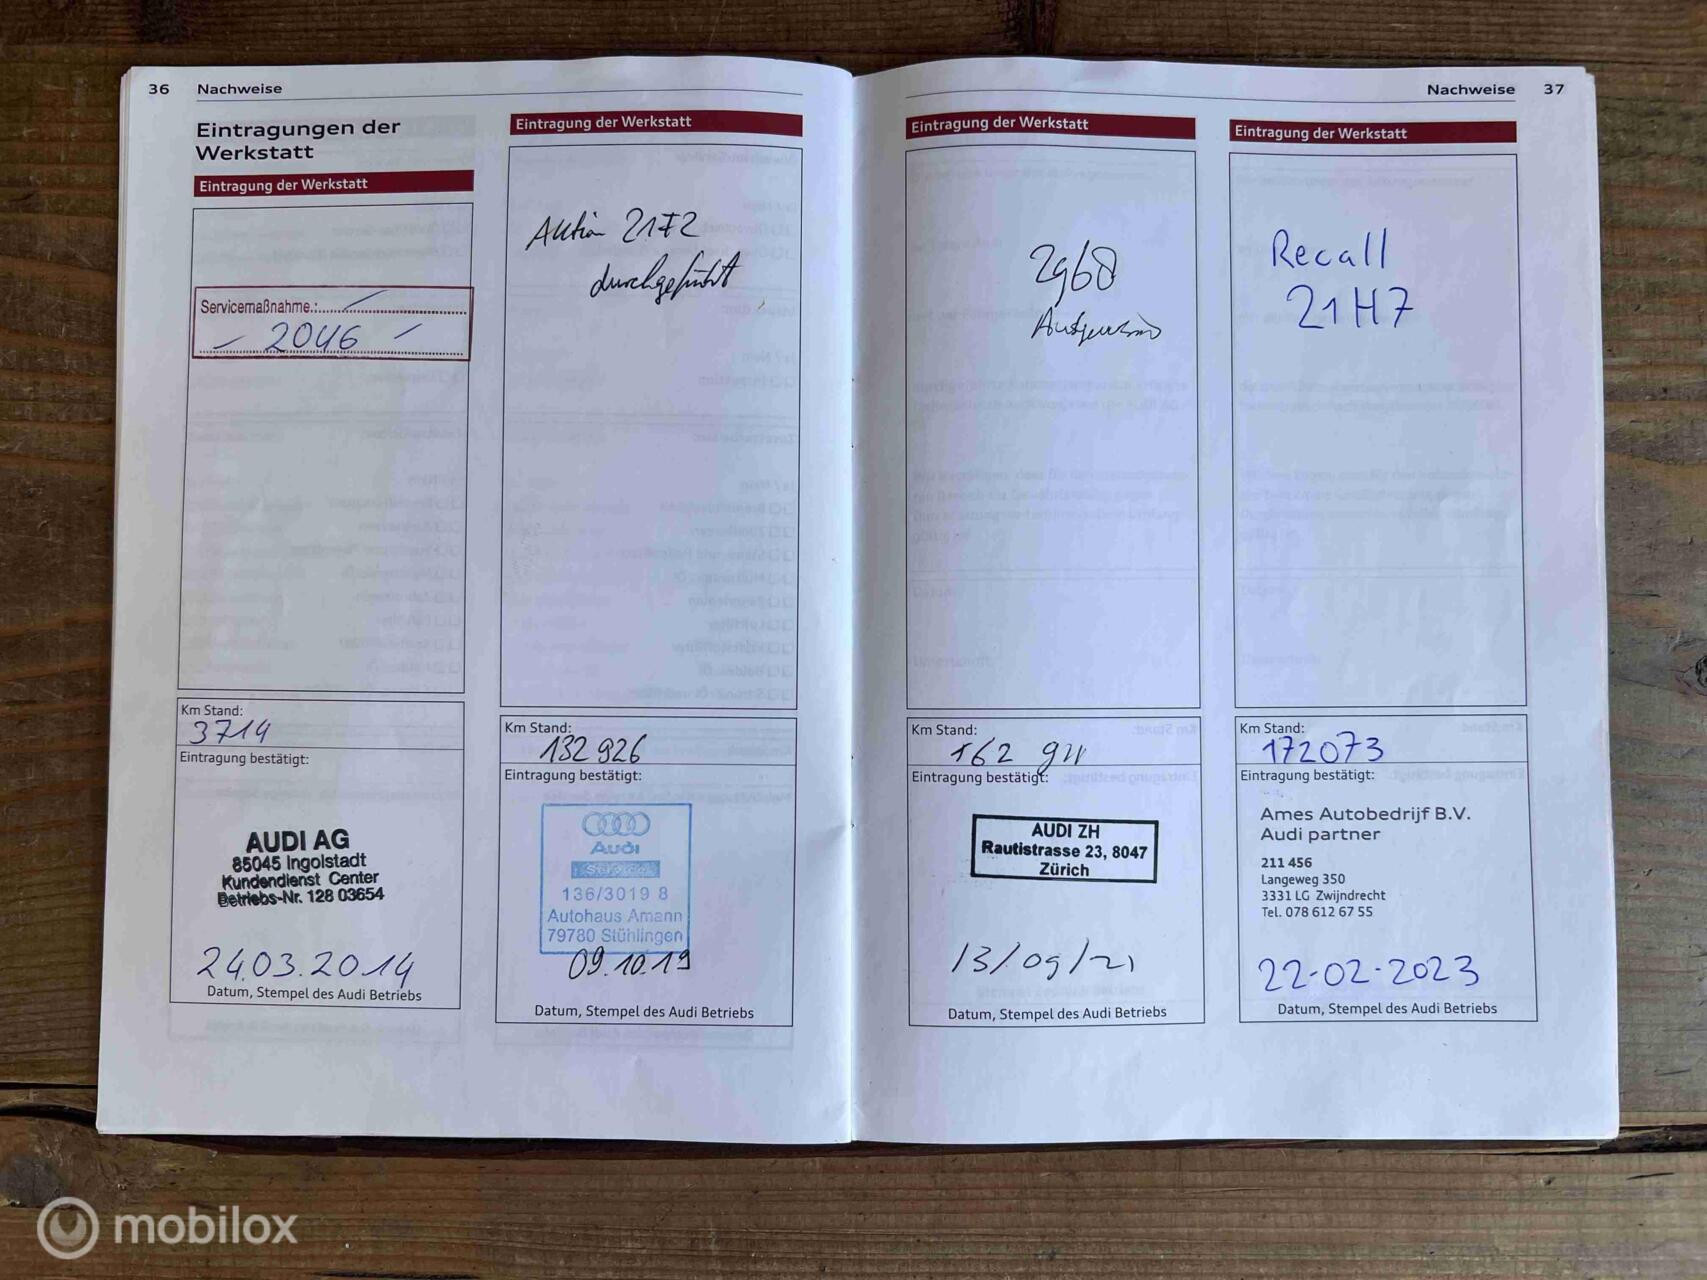 36 Nachweise
Eintragungen der
Werkstatt
Eintragung der Werkstatt
Servicemaßnahme.:
- 2046 -
Km Stand:
3714
Eintragung bestätigt:
AUDI AG
85045 Ingolstadt
Kundendienst Center
Betriebs-Nr. 128 03654
24.03.2014
Datum, Stempel des Audi Betriebs
Eintragung der Werkstatt
Aktion 21F2
durchgeführt
Km Stand:
132 926
Eintragung bestätigt:
Audi
Service
136/3019 8
Autohaus Amann
79780 Stühlingen
09.10.19
Datum, Stempel des Audi Betriebs
Nachweise 37
Eintragung der Werkstatt
2968
Km Stand:
162
Eintragung bestätigt:
AUDI ZH
Rautistrasse 23, 8047
Zürich
13/09/21
Datum, Stempel des Audi Betriebs
Eintragung der Werkstatt
Recall
21H7
Km Stand:
172073
Eintragung bestätigt:
Ames Autobedrijf B.V.
Audi partner
211 456
Langeweg 350
3331 LG Zwijndrecht
Tel. 078 612 67 55
22-02-2023
Datum, Stempel des Audi Betriebs
mobilox